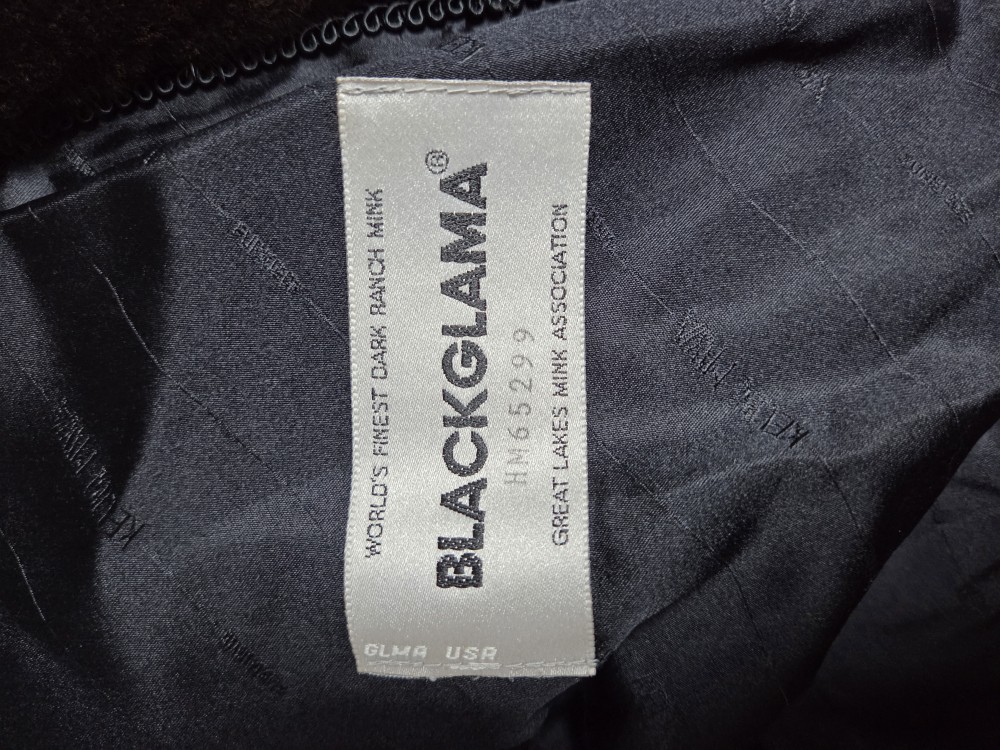 WORLD'S FINEST DARK RANCH MINK
BLACKGLAMA®
HM65299
GREAT LAKES MINK ASSOCIATION
GLMA USA